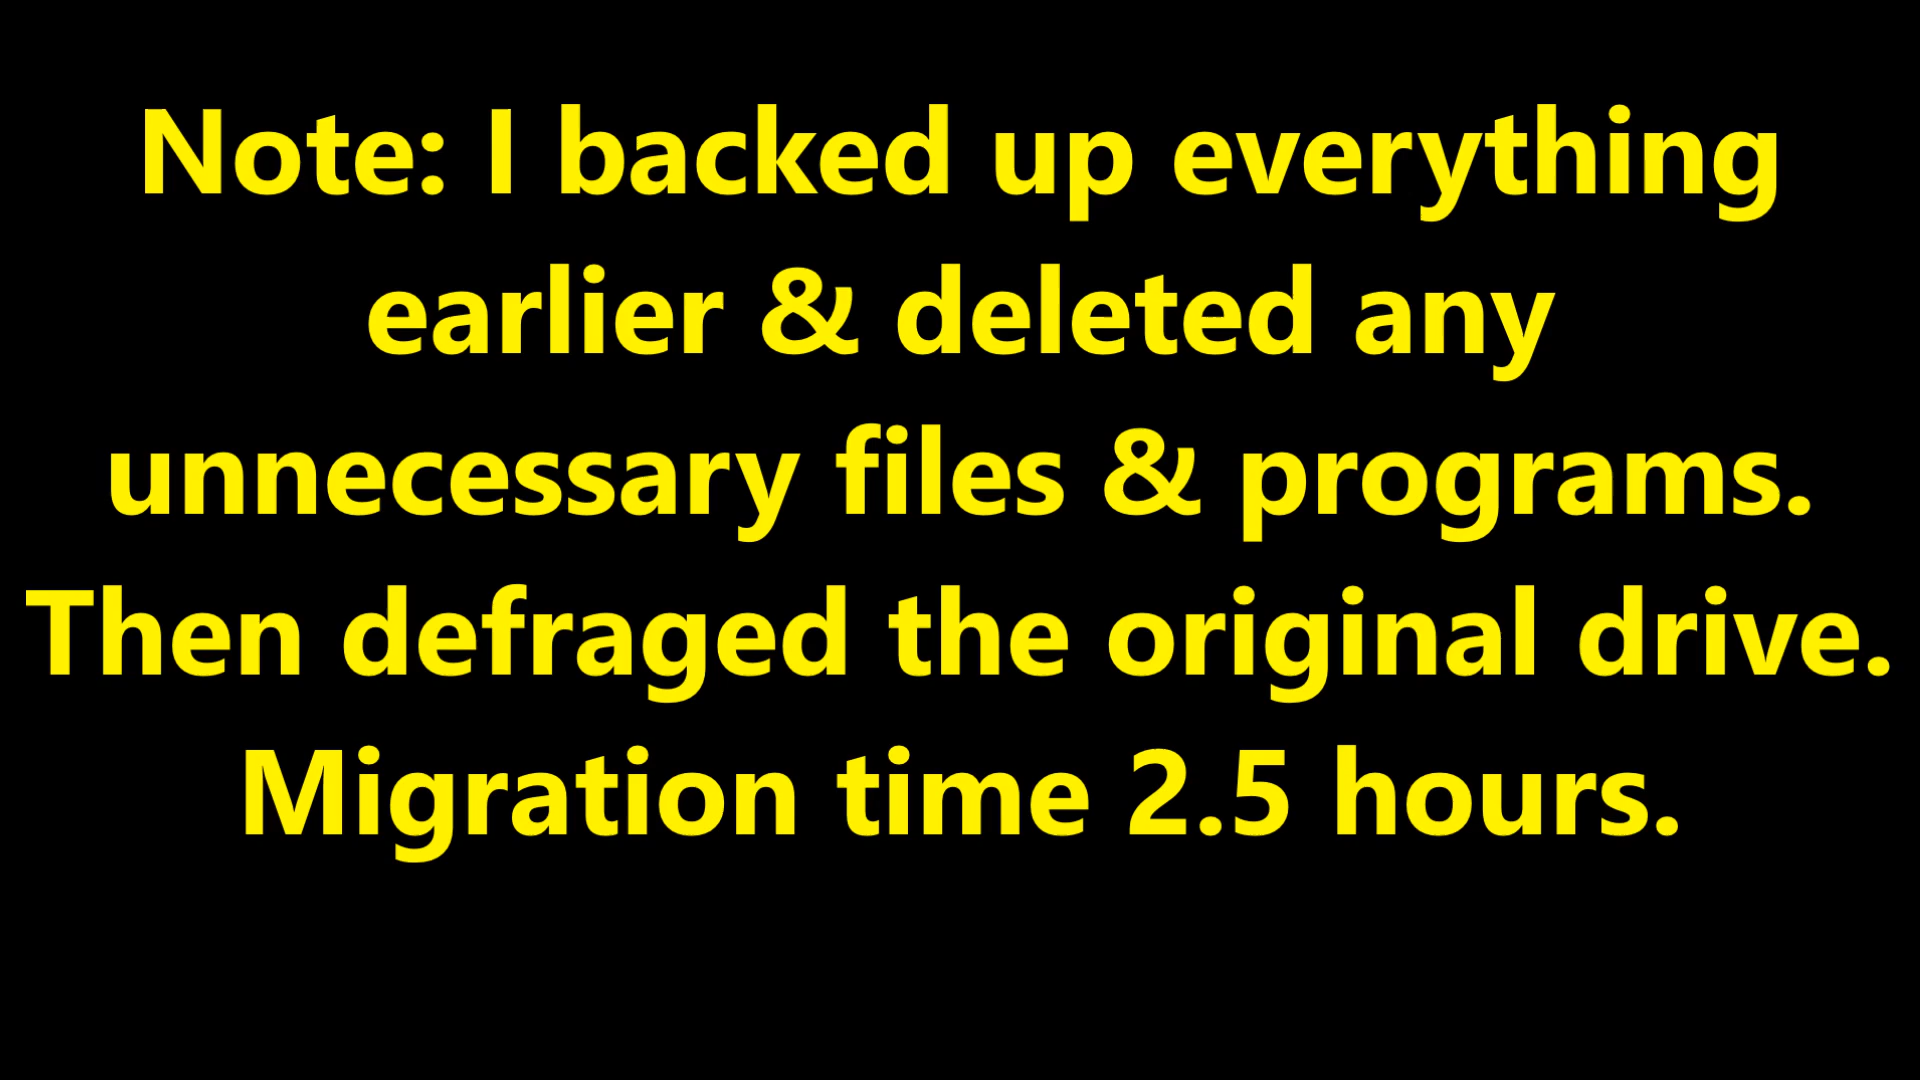 Note: I backed up everything
earlier & deleted any
unnecessary files & programs.
Then defraged the original drive.
Migration time 2.5 hours.